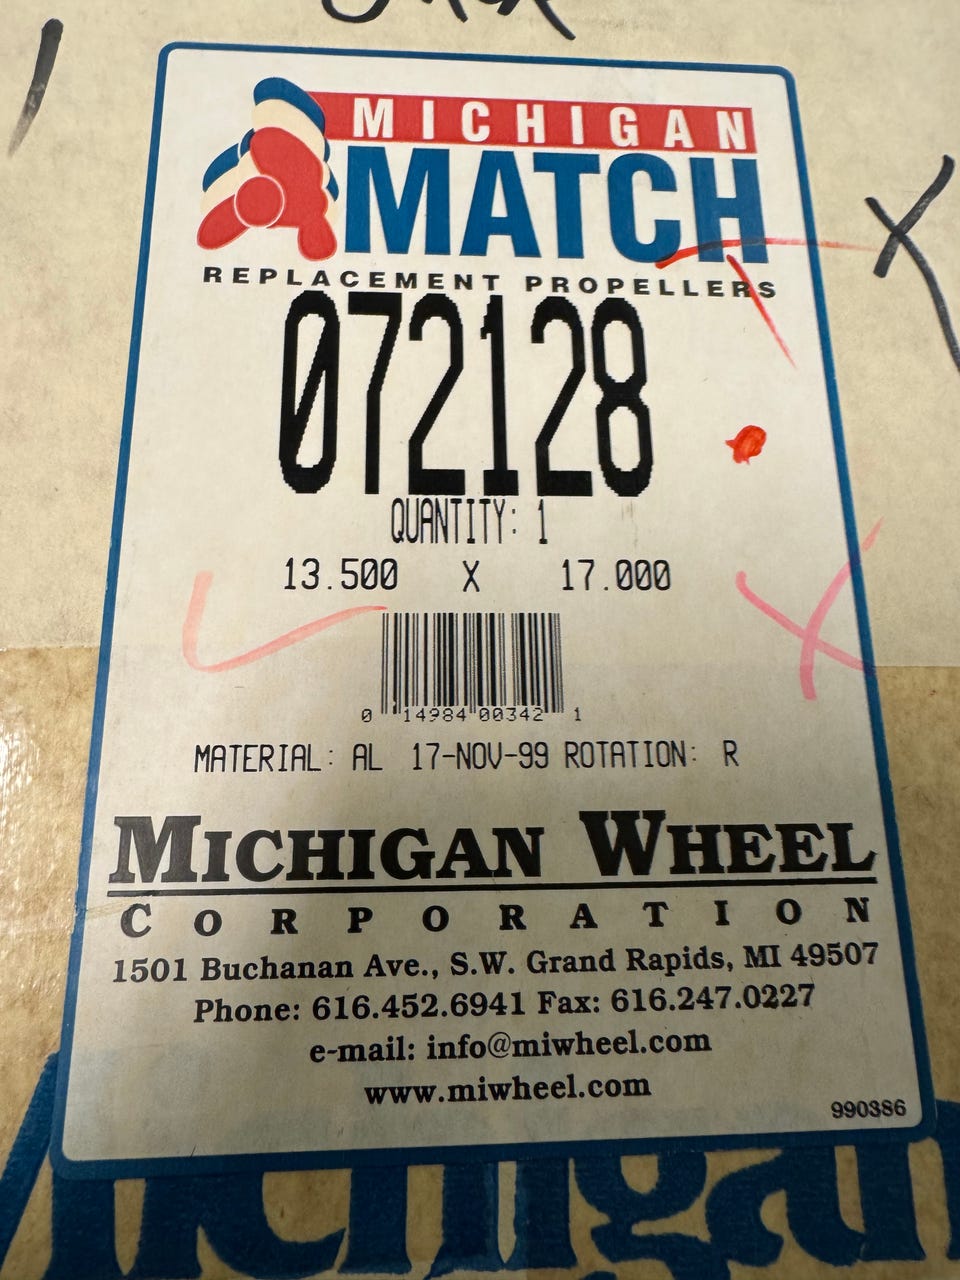 MICHIGAN
MATCH
REPLACEMENT PROPELLERS
072128
QUANTITY: 1
13.500 X 17.000
0 14984 00342 1
MATERIAL: AL 17-NOV-99 ROTATION: R
MICHIGAN WHEEL
CORPORATION
1501 Buchanan Ave., S.W. Grand Rapids, MI 49507
Phone: 616.452.6941 Fax: 616.247.0227
e-mail: info@miwheel.com
www.miwheel.com
990386
Michigan